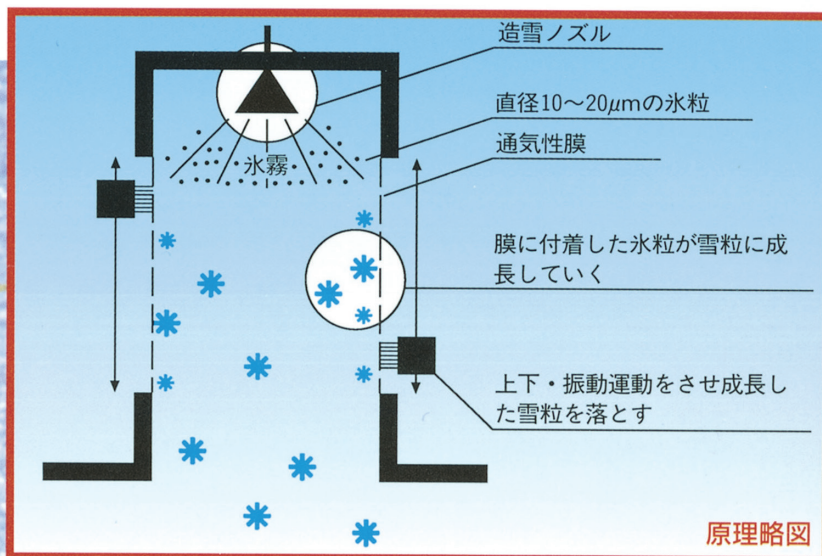 造雪ノズル
直径10〜20μmの氷粒
通気性膜
氷霧
膜に付着した氷粒が雪粒に成
長していく
上下・振動運動をさせ成長し
た雪粒を落とす
原理略図